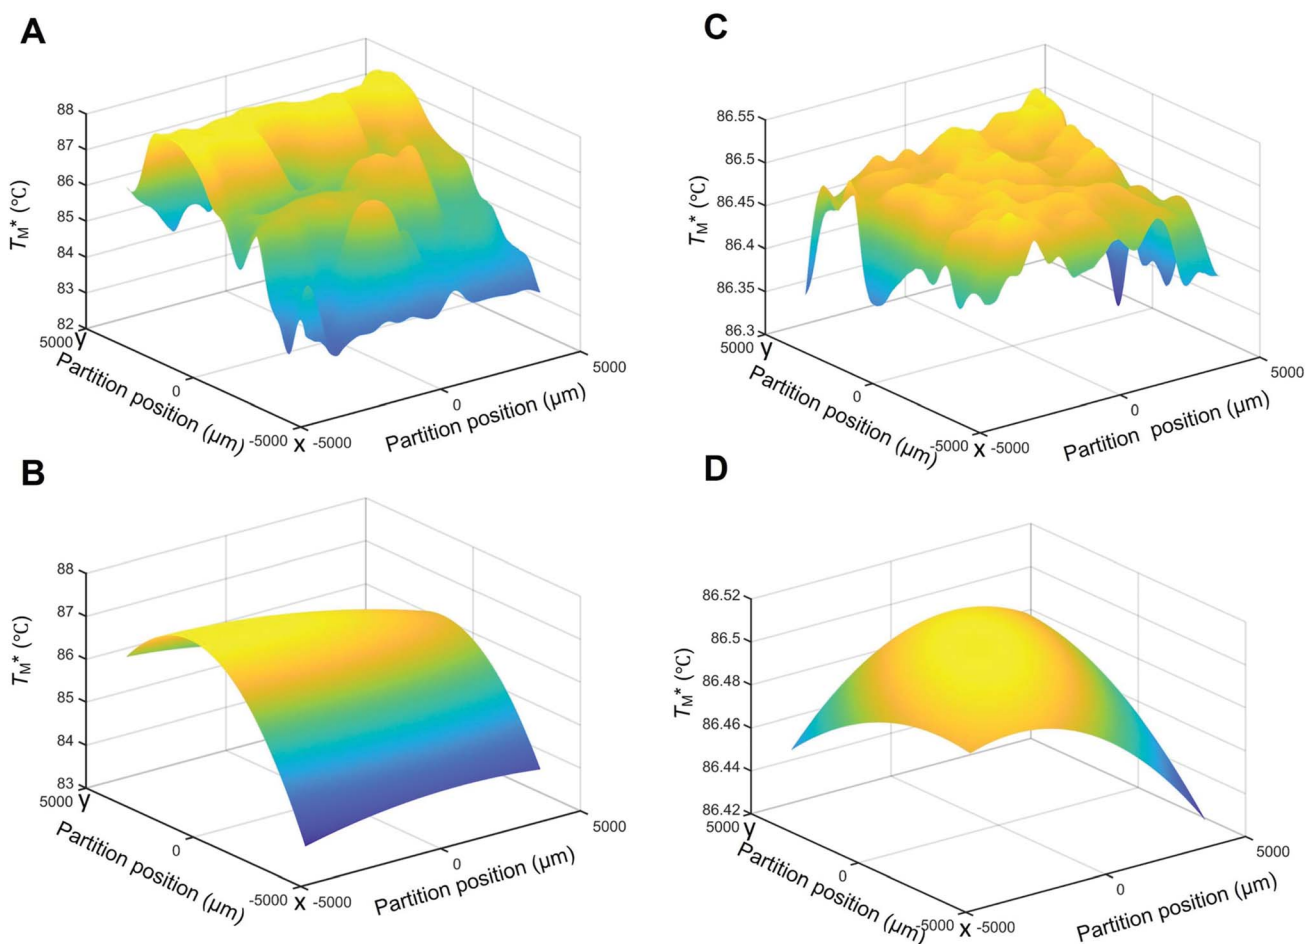 A
88
87
86
85
84
83
82
T_M* (°C)
5000 y
0
-5000 x -5000
0
5000
Partition position (μm)
Partition position (μm)
C
86.55
86.5
86.45
86.4
86.35
86.3
T_M* (°C)
5000 y
0
-5000 x -5000
0
5000
Partition position (μm)
Partition position (μm)
B
88
87
86
85
84
83
T_M* (°C)
5000 y
0
-5000 x -5000
0
5000
Partition position (μm)
Partition position (μm)
D
86.52
86.5
86.48
86.46
86.44
86.42
T_M* (°C)
5000 y
0
-5000 x -5000
0
5000
Partition position (μm)
Partition position (μm)